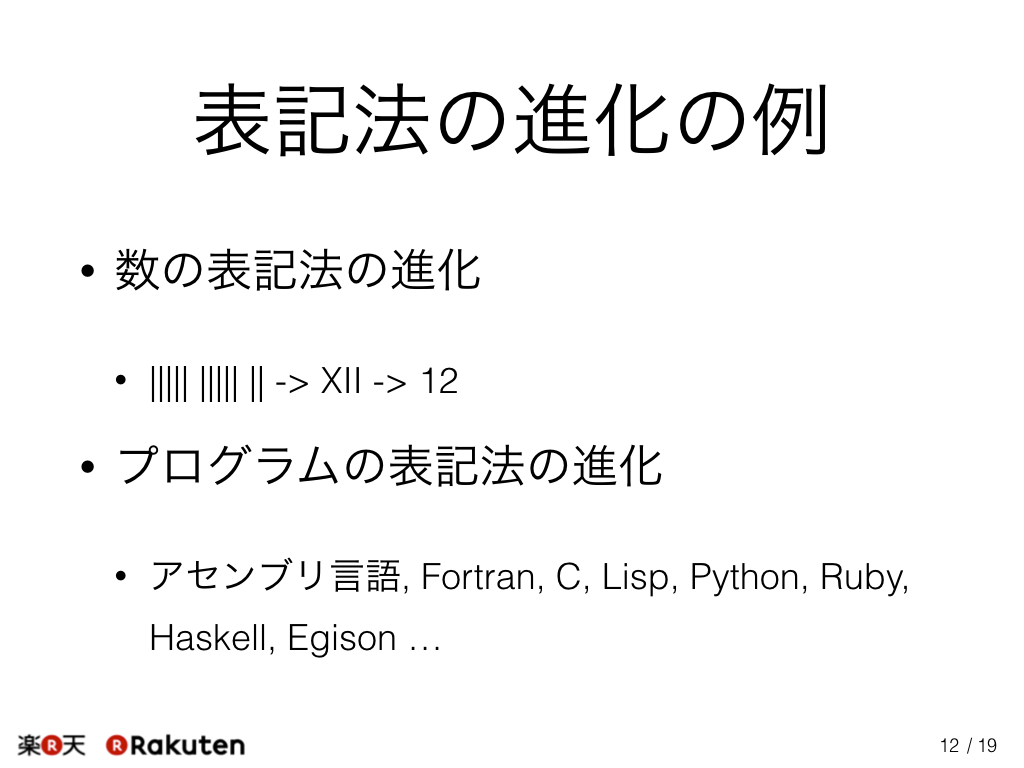 表記法の進化の例
• 数の表記法の進化
• ||||| ||||| || -> XII -> 12
• プログラムの表記法の進化
• アセンブリ言語, Fortran, C, Lisp, Python, Ruby,
Haskell, Egison …
楽R天 R Rakuten
12 / 19